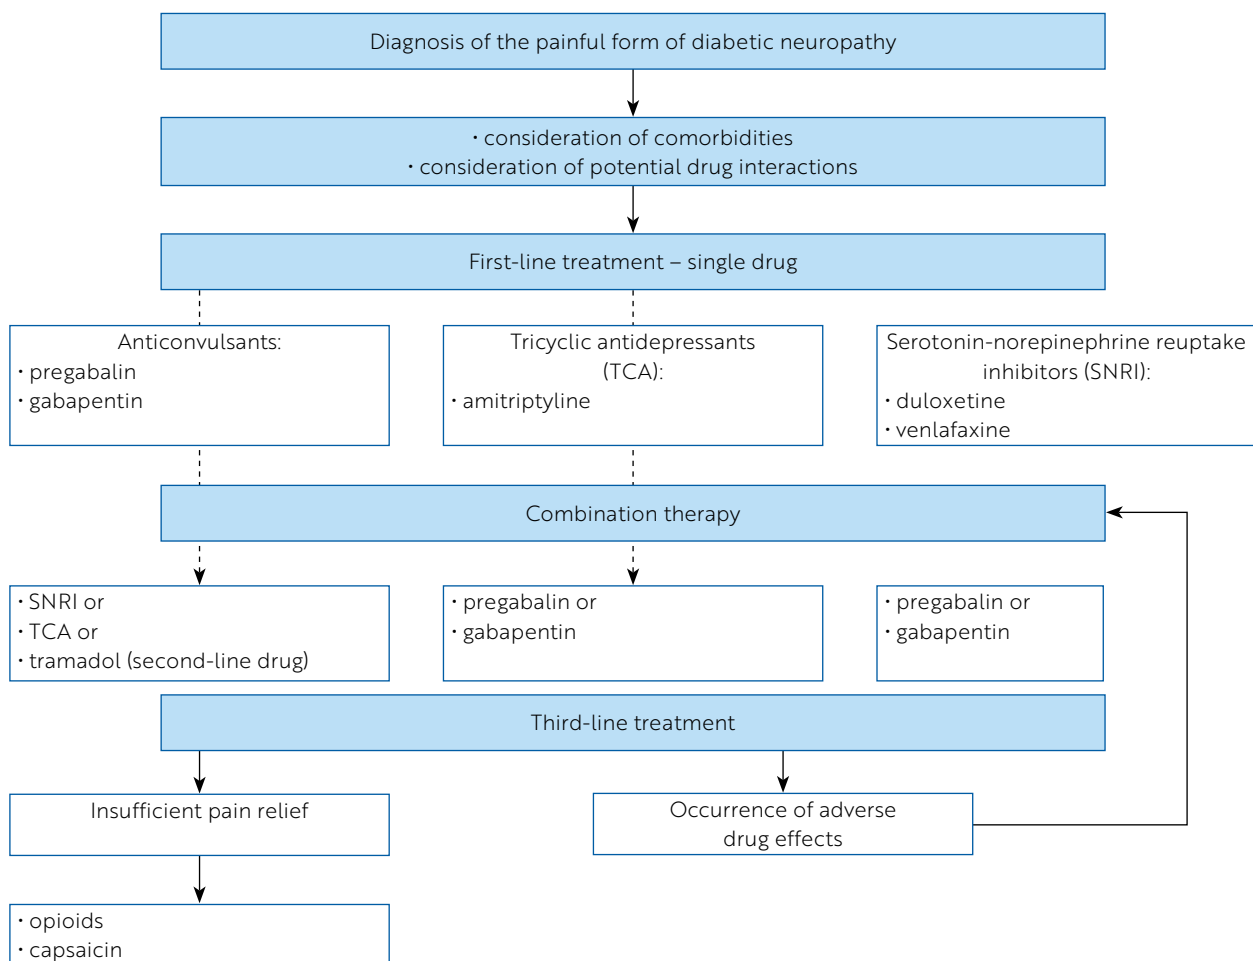 Diagnosis of the painful form of diabetic neuropathy
· consideration of comorbidities
· consideration of potential drug interactions
First-line treatment – single drug
Anticonvulsants:
· pregabalin
· gabapentin
Tricyclic antidepressants
(TCA):
· amitriptyline
Serotonin-norepinephrine reuptake
inhibitors (SNRI):
· duloxetine
· venlafaxine
Combination therapy
· SNRI or
· TCA or
· tramadol (second-line drug)
· pregabalin or
· gabapentin
· pregabalin or
· gabapentin
Third-line treatment
Insufficient pain relief
Occurrence of adverse
drug effects
· opioids
· capsaicin